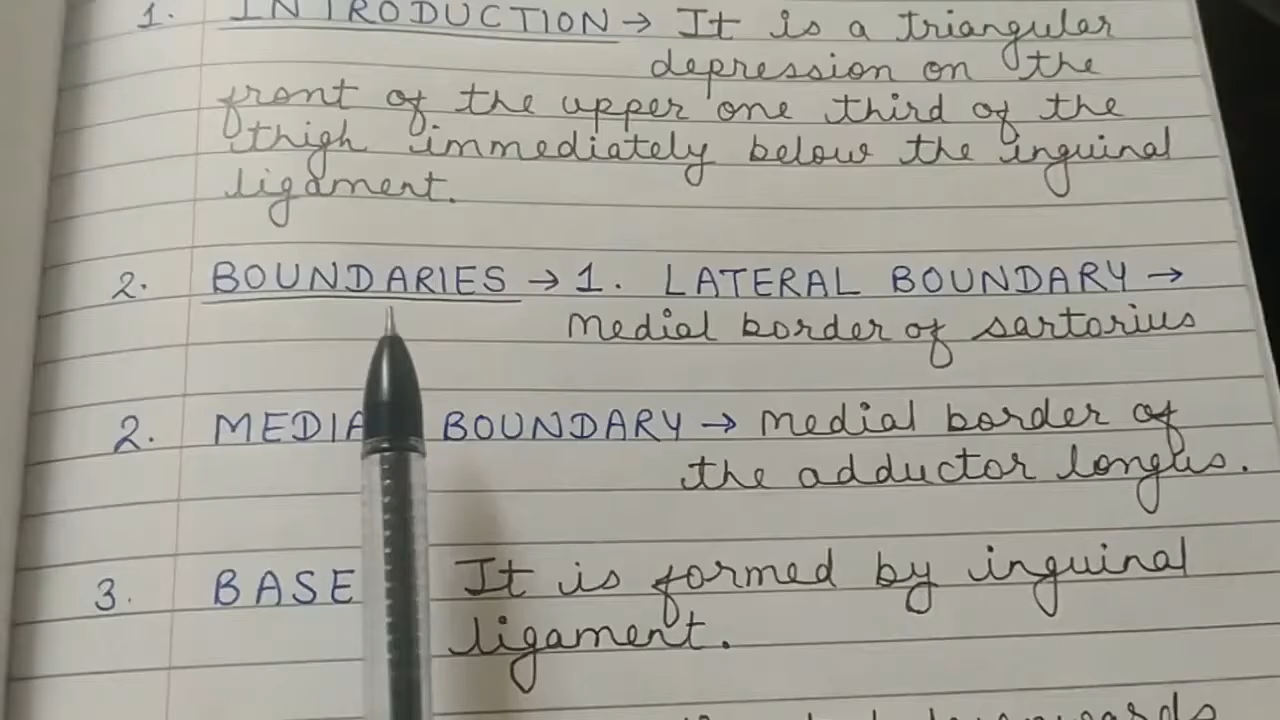 1. INTRODUCTION → It is a triangular
depression on the
front of the upper one third of the
thigh immediately below the inguinal
ligament.
2. BOUNDARIES → 1. LATERAL BOUNDARY →
medial border of sartorius
2. MEDIA BOUNDARY → medial border of
the adductor longus.
3. BASE It is formed by inguinal
ligament.